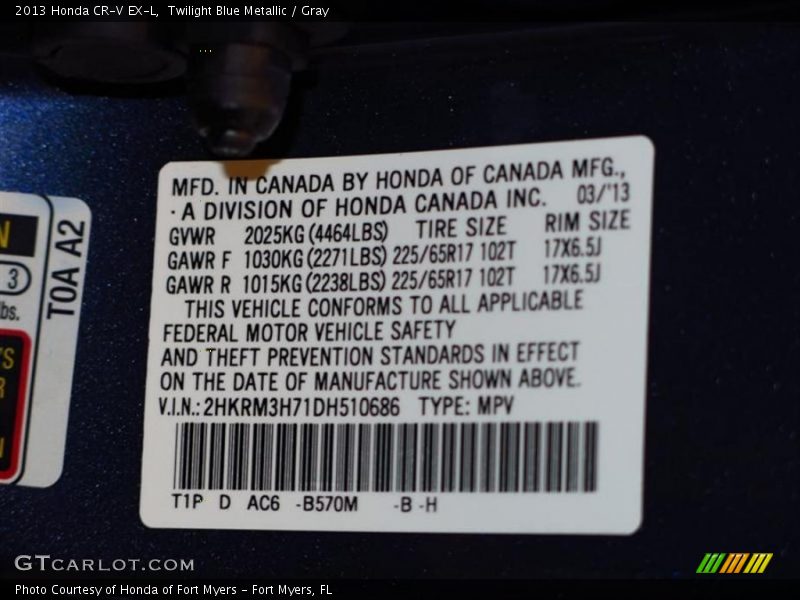 2013 Honda CR-V EX-L, Twilight Blue Metallic / Gray
MFD. IN CANADA BY HONDA OF CANADA MFG.,
· A DIVISION OF HONDA CANADA INC. 03/'13
GVWR 2025KG (4464LBS) TIRE SIZE RIM SIZE
GAWR F 1030KG (2271LBS) 225/65R17 102T 17X6.5J
GAWR R 1015KG (2238LBS) 225/65R17 102T 17X6.5J
THIS VEHICLE CONFORMS TO ALL APPLICABLE
FEDERAL MOTOR VEHICLE SAFETY
AND THEFT PREVENTION STANDARDS IN EFFECT
ON THE DATE OF MANUFACTURE SHOWN ABOVE.
V.I.N.: 2HKRM3H71DH510686 TYPE: MPV
T1P D AC6 -B570M -B -H
N
3
lbs.
TOA A2
GTCARLOT.COM
Photo Courtesy of Honda of Fort Myers - Fort Myers, FL